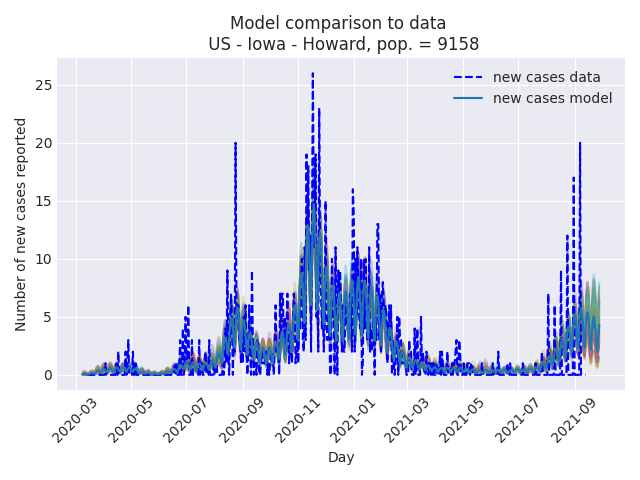 Model comparison to data
US - Iowa - Howard, pop. = 9158
new cases data
new cases model
Number of new cases reported
25
20
15
10
5
0
2020-03
2020-05
2020-07
2020-09
2020-11
2021-01
2021-03
2021-05
2021-07
2021-09
Day